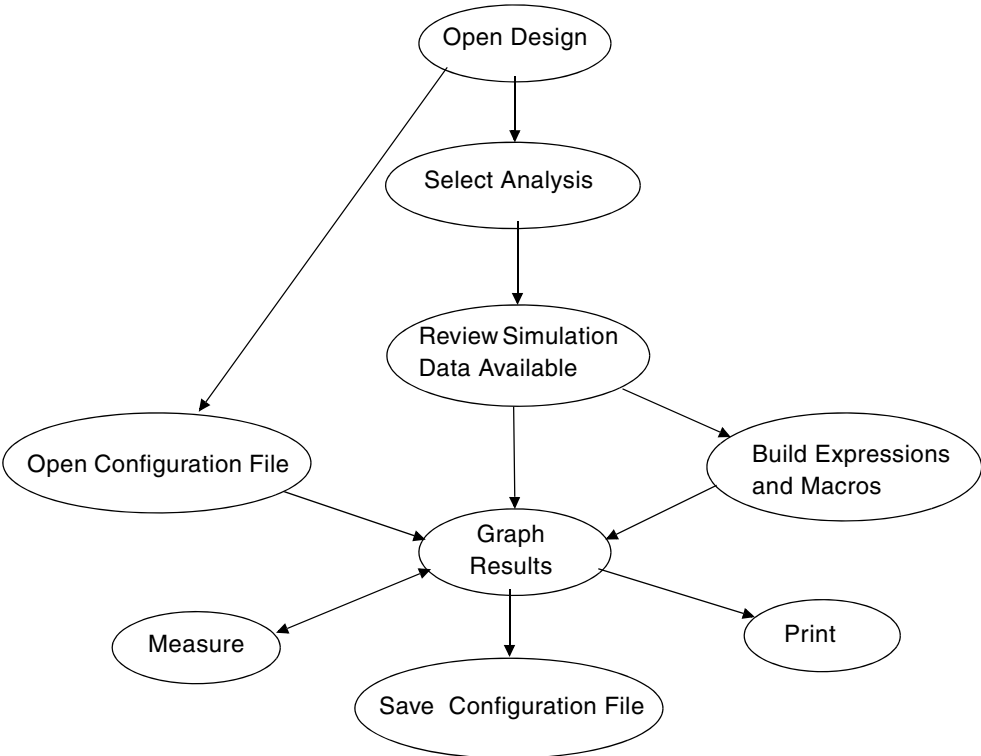 Open Design
Select Analysis
Review Simulation
Data Available
Open Configuration File
Build Expressions
and Macros
Graph
Results
Measure
Print
Save Configuration File